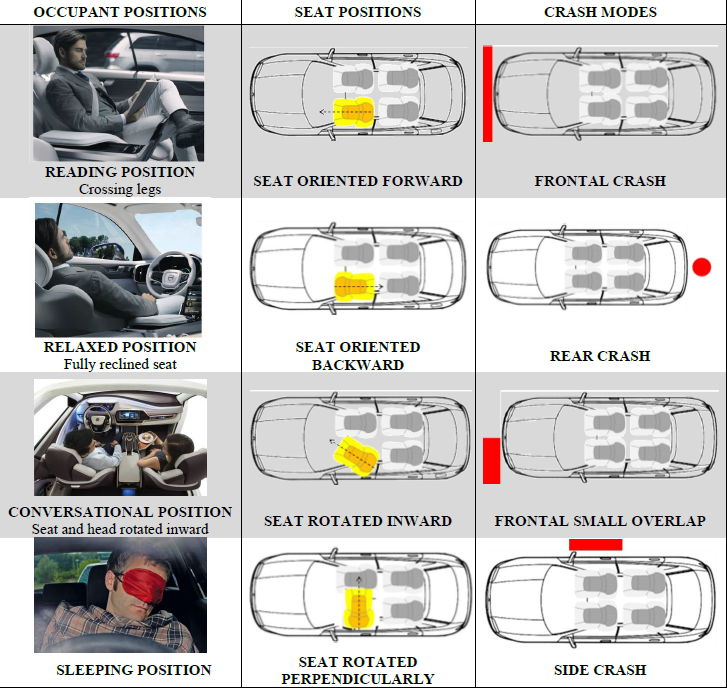 OCCUPANT POSITIONS
SEAT POSITIONS
CRASH MODES
READING POSITION
Crossing legs
SEAT ORIENTED FORWARD
FRONTAL CRASH
RELAXED POSITION
Fully reclined seat
SEAT ORIENTED
BACKWARD
REAR CRASH
CONVERSATIONAL POSITION
Seat and head rotated inward
SEAT ROTATED INWARD
FRONTAL SMALL OVERLAP
SLEEPING POSITION
SEAT ROTATED
PERPENDICULARLY
SIDE CRASH